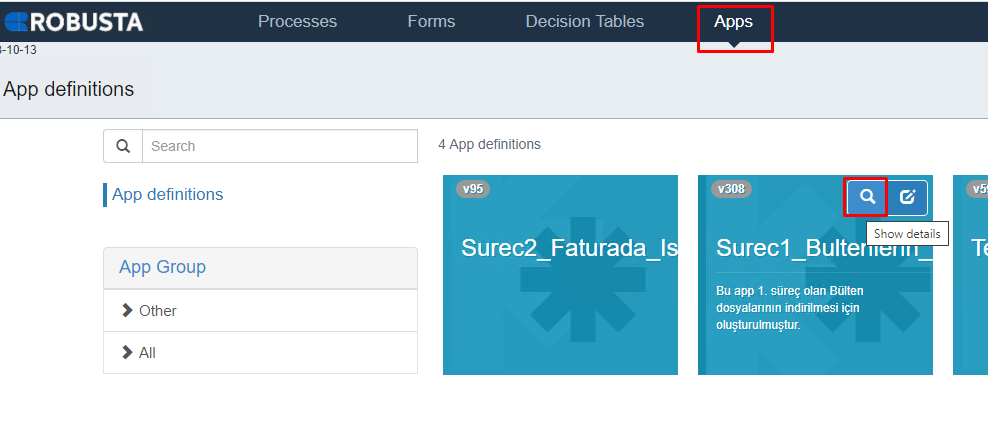 ROBUSTA Processes Forms Decision Tables Apps
-10-13
App definitions
Search
4 App definitions
App definitions
v95
Surec2_Faturada_Is
v308
Show details
Surec1_Bultenlerin_
Bu app 1. süreç olan Bülten
dosyalarının indirilmesi için
oluşturulmuştur.
v59
Te
App Group
Other
All